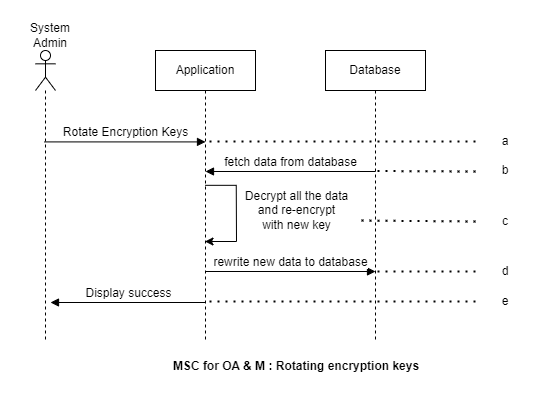 System
Admin
Application
Database
Rotate Encryption Keys
a
fetch data from database
b
Decrypt all the data
and re-encrypt
with new key
c
rewrite new data to database
d
Display success
e
MSC for OA & M : Rotating encryption keys